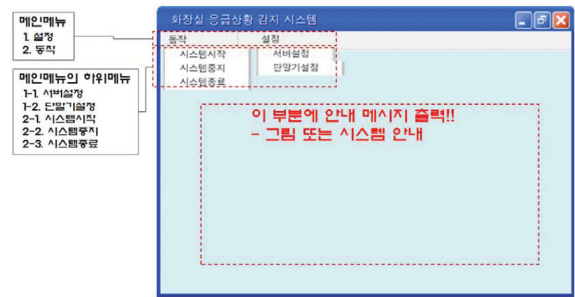 메인메뉴
1. 설정
2. 동작
메인메뉴의 하위메뉴
1-1. 서버설정
1-2. 단말기설정
2-1. 시스템시작
2-2. 시스템중지
2-3. 시스템종료
화장실 응급상황 감지 시스템
동작 설정
시스템시작 서버설정
시스템중지 단말기설정
시스템종료
이 부분에 안내 메시지 출력!!
- 그림 또는 시스템 안내